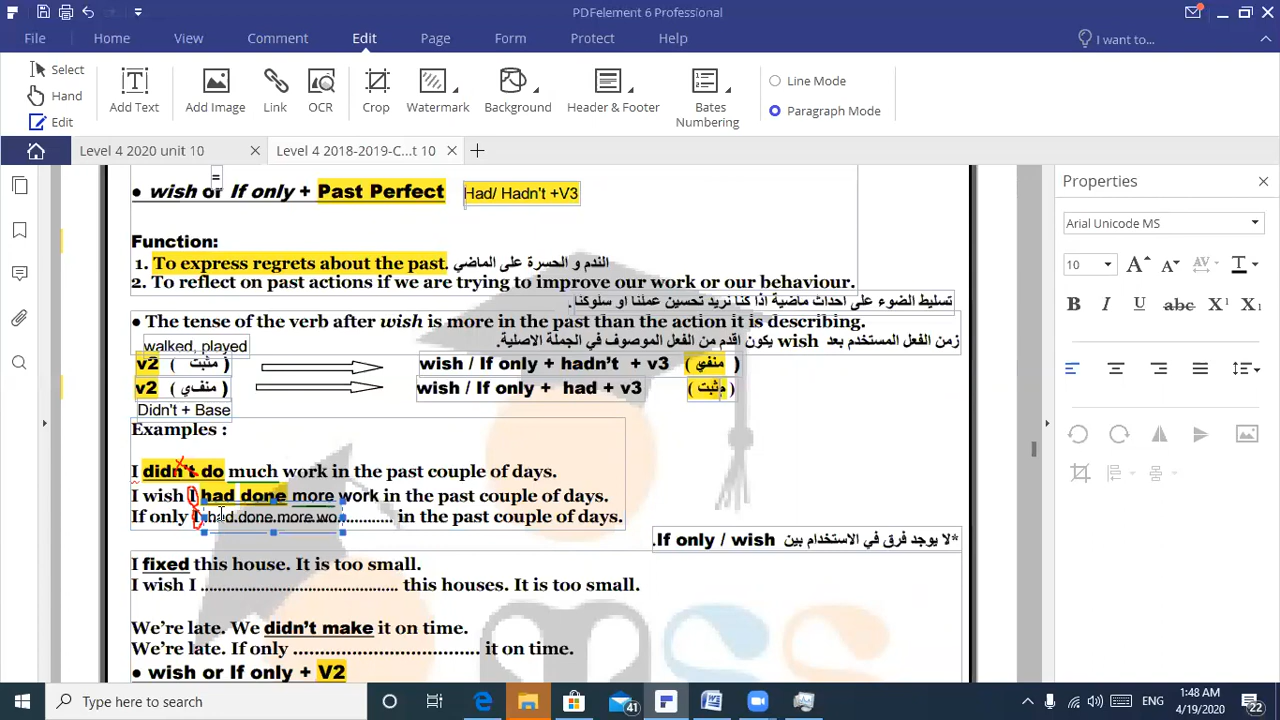 PDFelement 6 Professional
File Home View Comment Edit Page Form Protect Help I want to...
Select
Hand
Edit
Add Text Add Image Link OCR Crop Watermark Background Header & Footer Bates Numbering
Line Mode
Paragraph Mode
Level 4 2020 unit 10 Level 4 2018-2019-C...t 10
Properties
=
● wish or If only + Past Perfect Had/ Hadn't +V3
Function:
1. To express regrets about the past. الندم و الحسرة على الماضي
2. To reflect on past actions if we are trying to improve our work or our behaviour.
تسليط الضوء على احداث ماضية اذا كنا نريد تحسين عملنا او سلوكنا .
● The tense of the verb after wish is more in the past than the action it is describing.
زمن الفعل المستخدم بعد wish يكون اقدم من الفعل الموصوف في الجملة الاصلية.
walked, played
v2 ( مثبت ) wish / If only + hadn't + v3 ( منفي )
v2 ( منفي ) wish / If only + had + v3 ( مثبت )
Didn't + Base
Examples :
I didn't do much work in the past couple of days.
I wish I had done more work in the past couple of days.
If only I had done more wo............. in the past couple of days.
*لا يوجد فرق في الاستخدام بين If only / wish.
I fixed this house. It is too small.
I wish I .............................................. this houses. It is too small.
We're late. We didn't make it on time.
We're late. If only .................................... it on time.
● wish or If only + V2
Arial Unicode MS
10
Type here to search
41
ENG
1:48 AM
4/19/2020
22